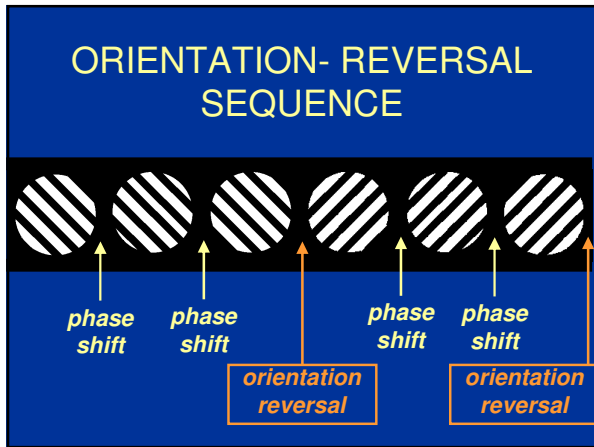 ORIENTATION- REVERSAL
SEQUENCE
phase
shift
phase
shift
phase
shift
phase
shift
orientation
reversal
orientation
reversal